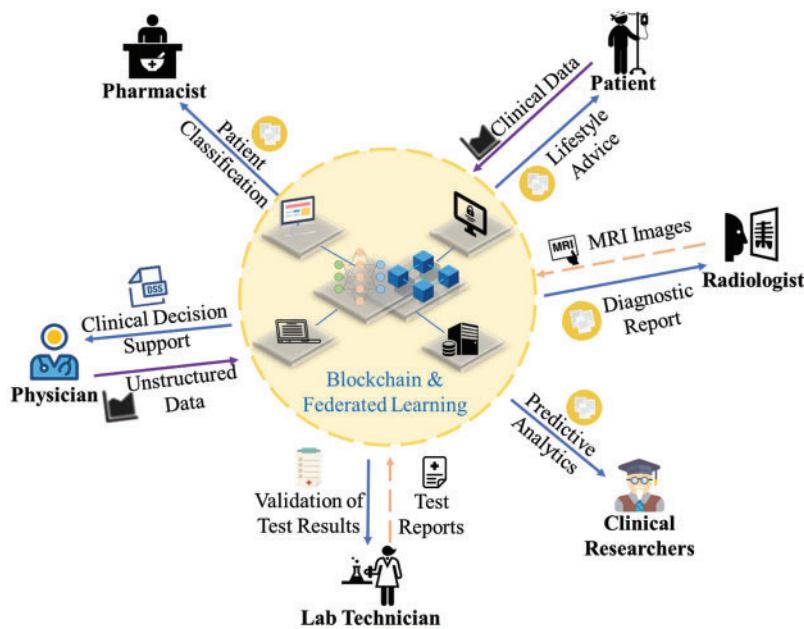 Pharmacist
Patient
Patient
Classification
Clinical Data
Lifestyle
Advice
MRI
MRI Images
Radiologist
Diagnostic
Report
DSS
Clinical Decision
Support
Physician
Unstructured
Data
Blockchain &
Federated Learning
Predictive
Analytics
Clinical
Researchers
Validation of
Test Results
Test
Reports
Lab Technician